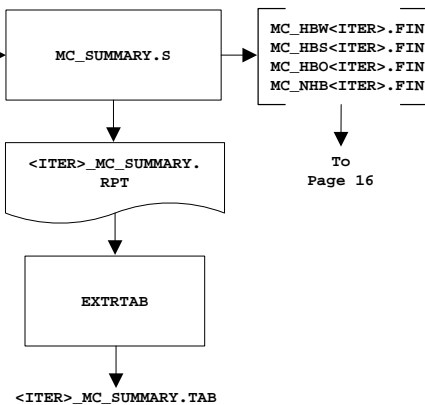 MC_SUMMARY.S
MC_HBW<ITER>.FIN
MC_HBS<ITER>.FIN
MC_HBO<ITER>.FIN
MC_NHB<ITER>.FIN
<ITER>_MC_SUMMARY.
RPT
To
Page 16
EXTRTAB
<ITER>_MC_SUMMARY.TAB